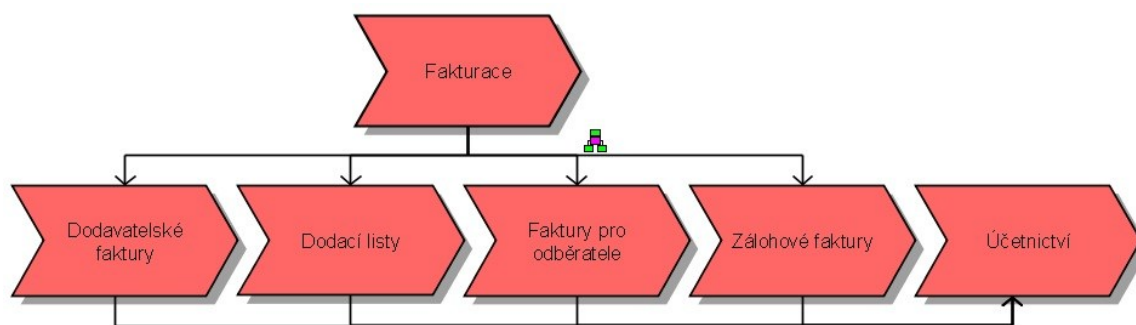 Fakturace
Dodavatelské
faktury
Dodací listy
Faktury pro
odběratele
Zálohové faktury
Účetnictví